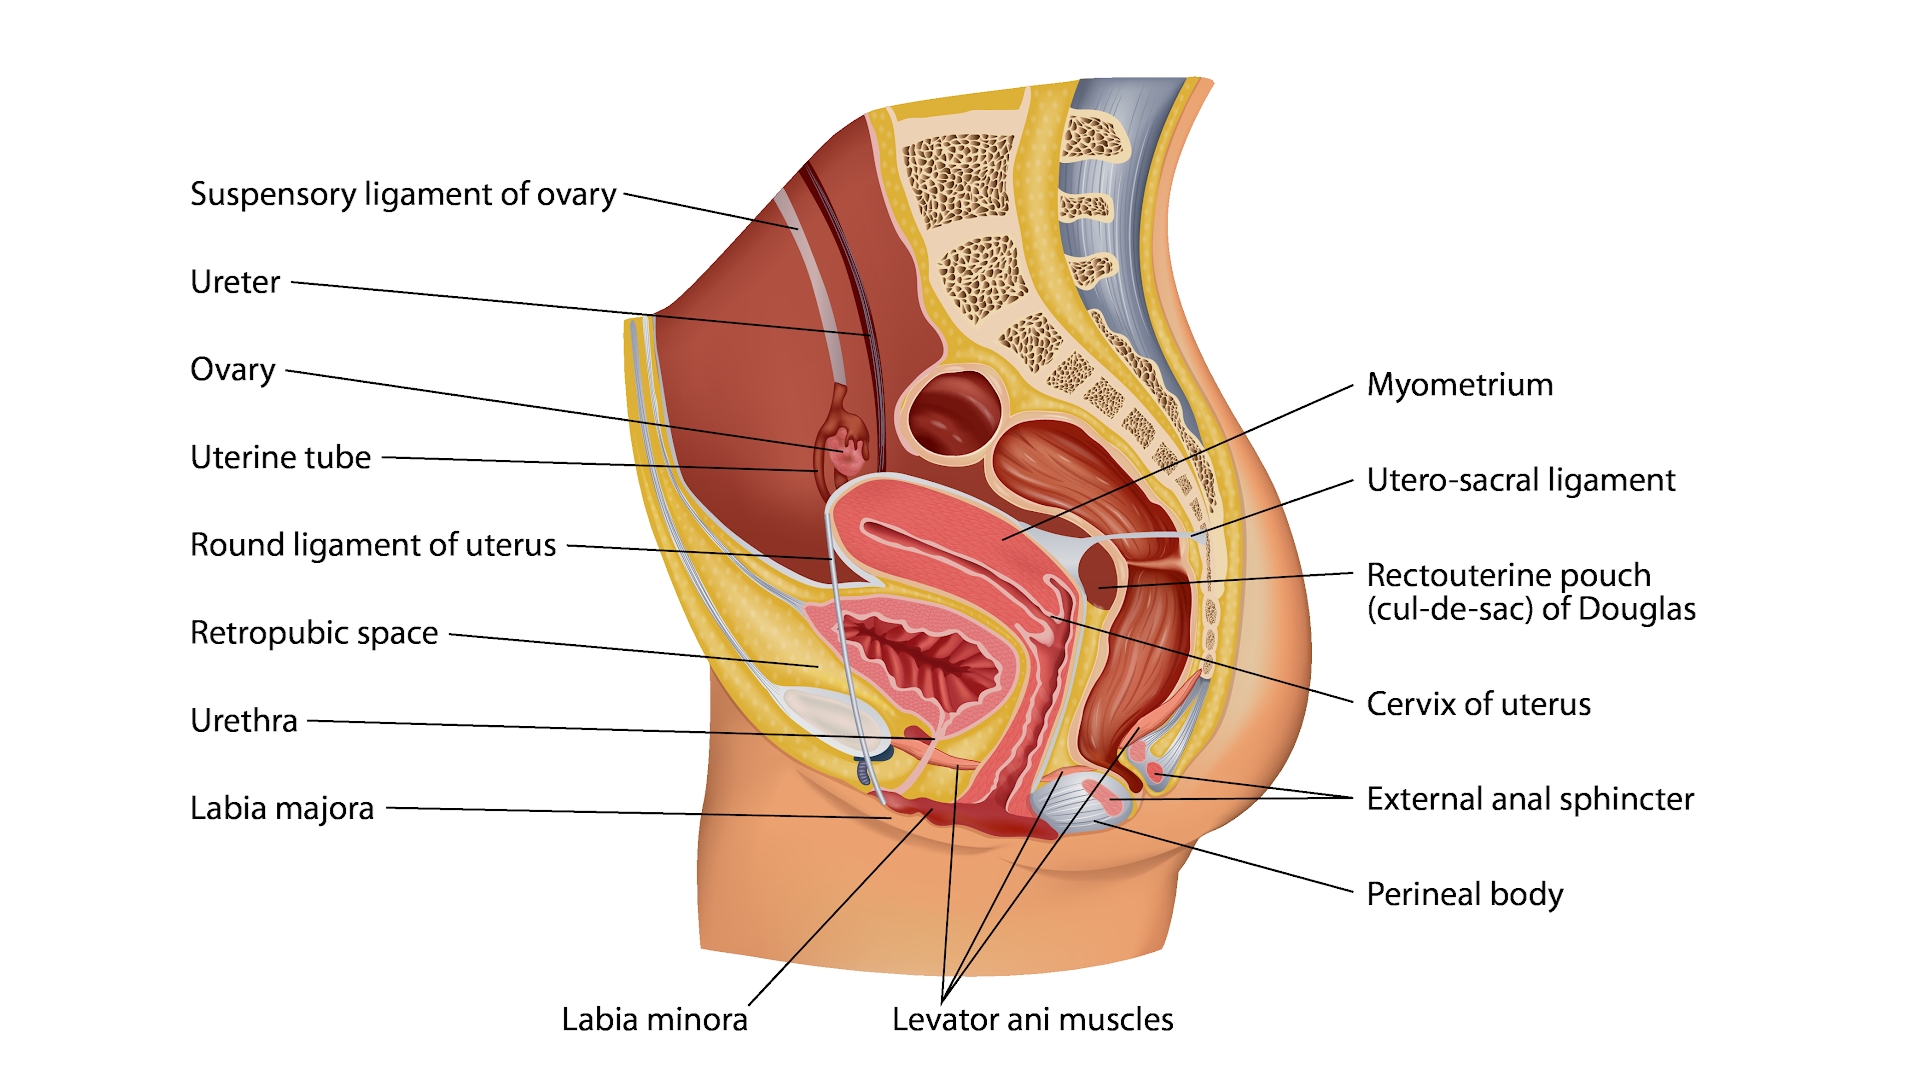 Suspensory ligament of ovary
Ureter
Ovary
Uterine tube
Round ligament of uterus
Retropubic space
Urethra
Labia majora
Labia minora
Levator ani muscles
Myometrium
Utero-sacral ligament
Rectouterine pouch
(cul-de-sac) of Douglas
Cervix of uterus
External anal sphincter
Perineal body